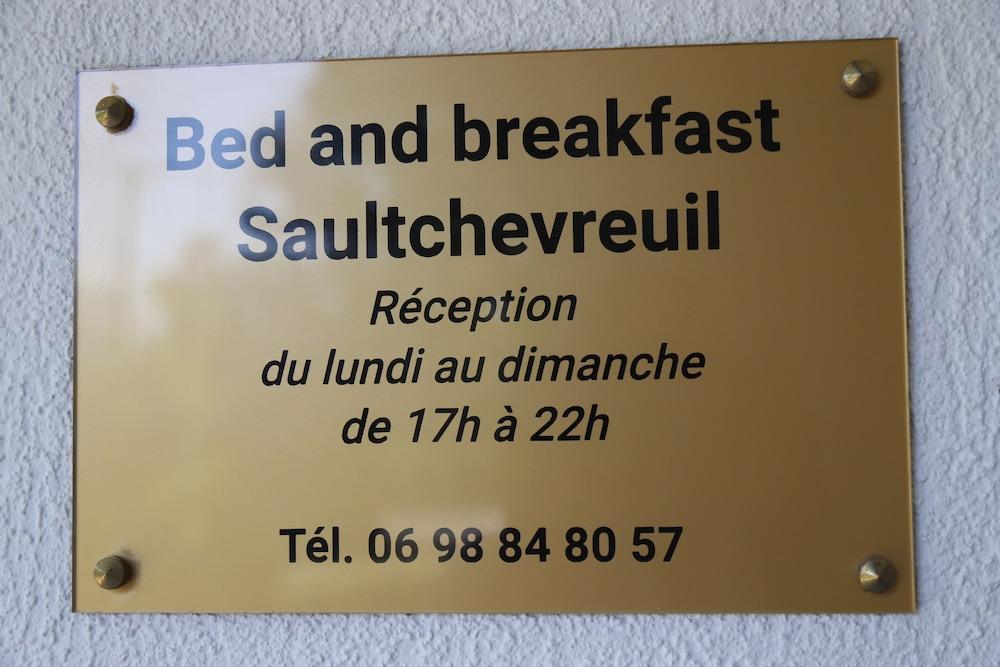 Bed and breakfast
Saultchevreuil
Réception
du lundi au dimanche
de 17h à 22h
Tél. 06 98 84 80 57